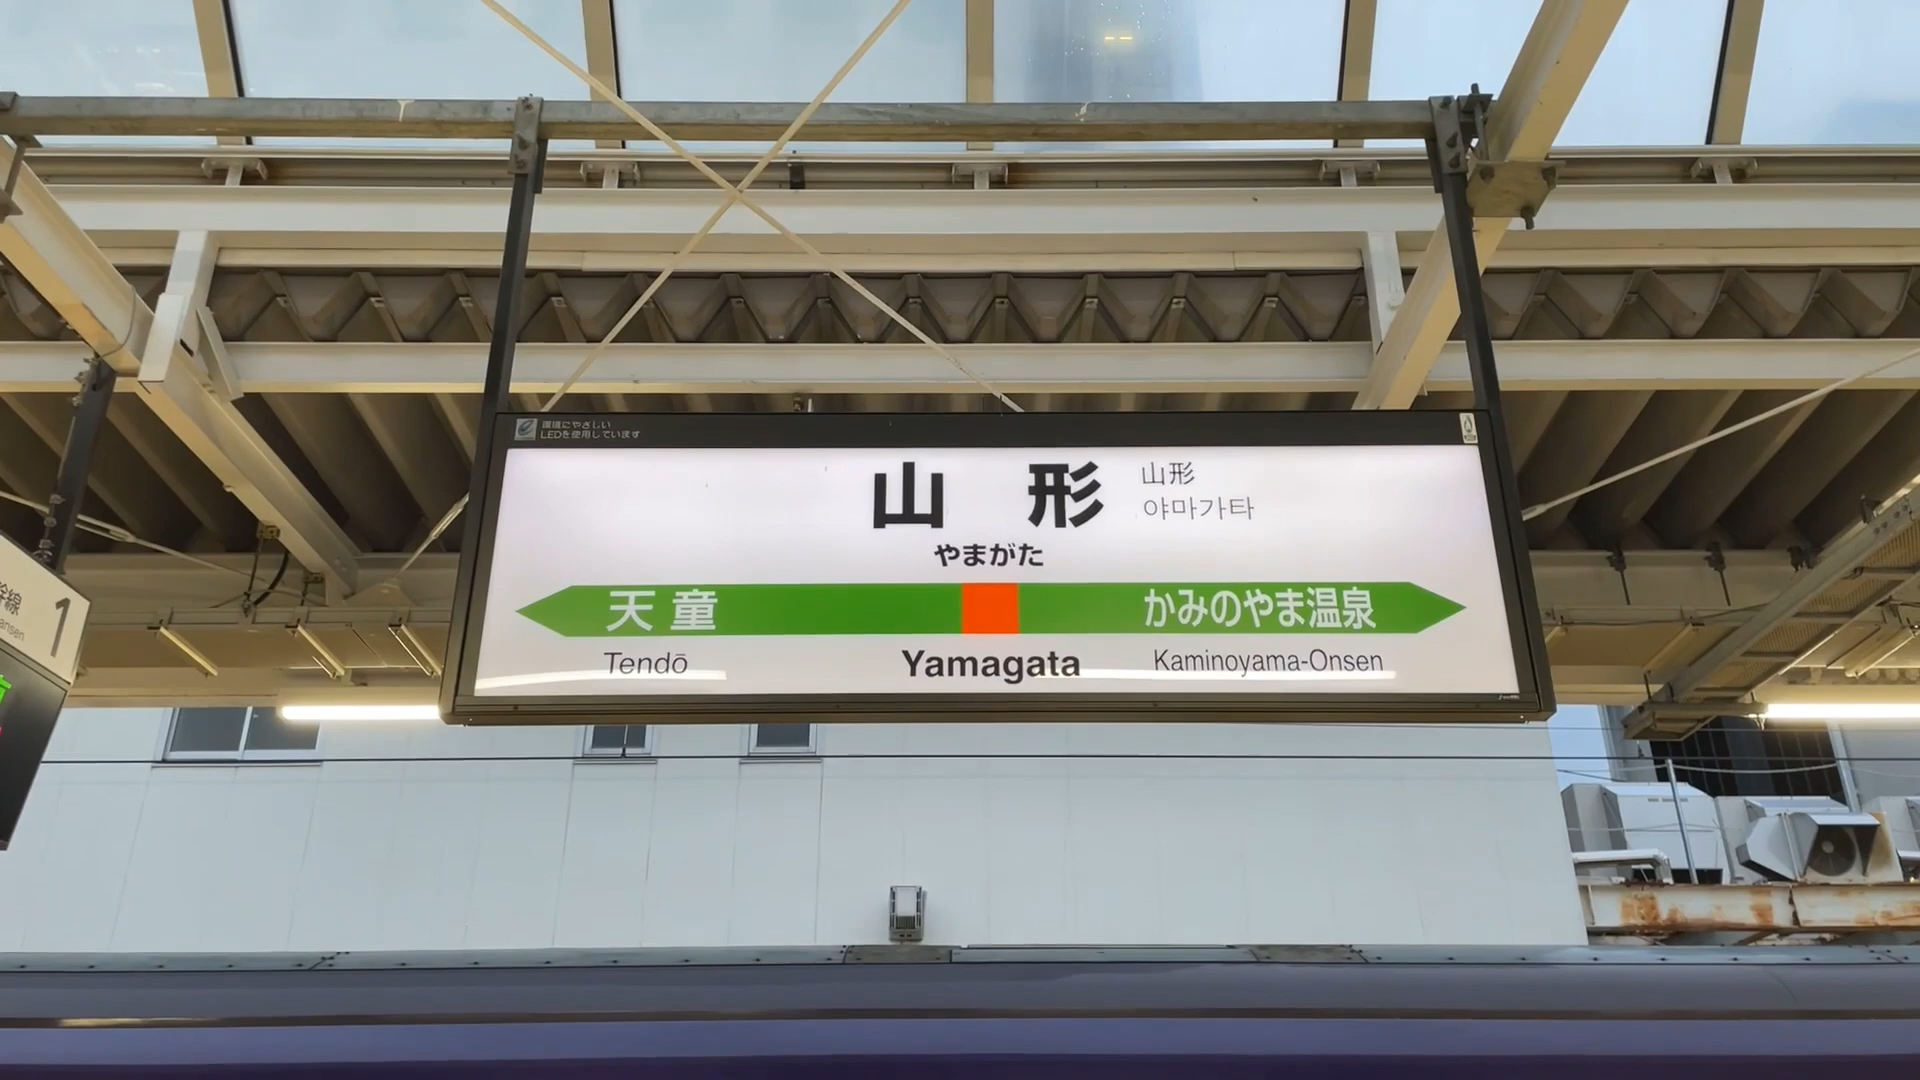 環境にやさしい
LEDを使用しています
山形
山形
야마가타
やまがた
天童
かみのやま温泉
Tendō
Yamagata
Kaminoyama-Onsen
幹線
ansen
1